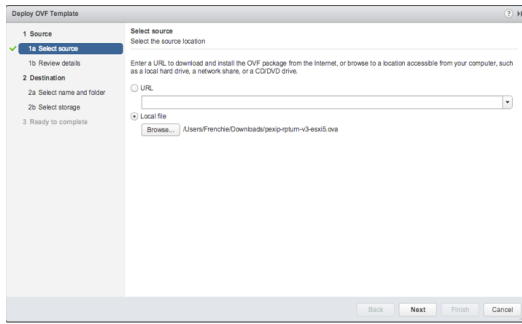 Deploy OVF Template
1 Source
1a Select source
1b Review details
2 Destination
2a Select name and folder
2b Select storage
3 Ready to complete
Select source
Select the source location
Enter a URL to download and install the OVF package from the Internet, or browse to a location accessible from your computer, such
as a local hard drive, a network share, or a CD/DVD drive.
URL
Local file
Browse... /Users/Frenchie/Downloads/pexip-rpturn-v3-esxi5.ova
Back Next Finish Cancel